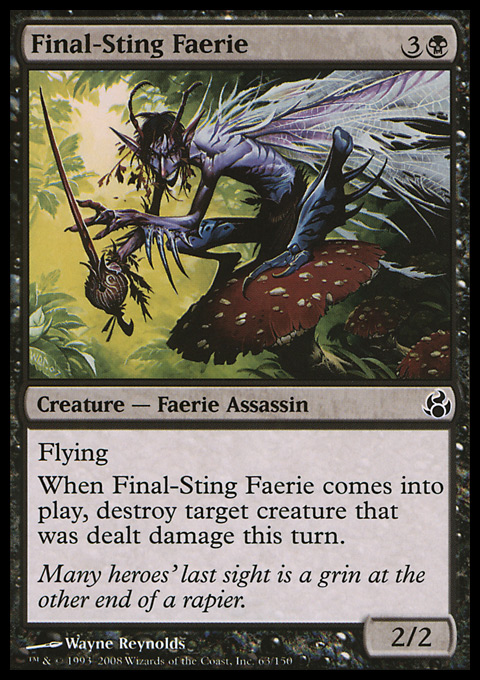 Final-Sting Faerie 3
Creature — Faerie Assassin
Flying
When Final-Sting Faerie comes into
play, destroy target creature that
was dealt damage this turn.
Many heroes' last sight is a grin at the
other end of a rapier.
2/2
Wayne Reynolds
™ & © 1993-2008 Wizards of the Coast, Inc. 63/150